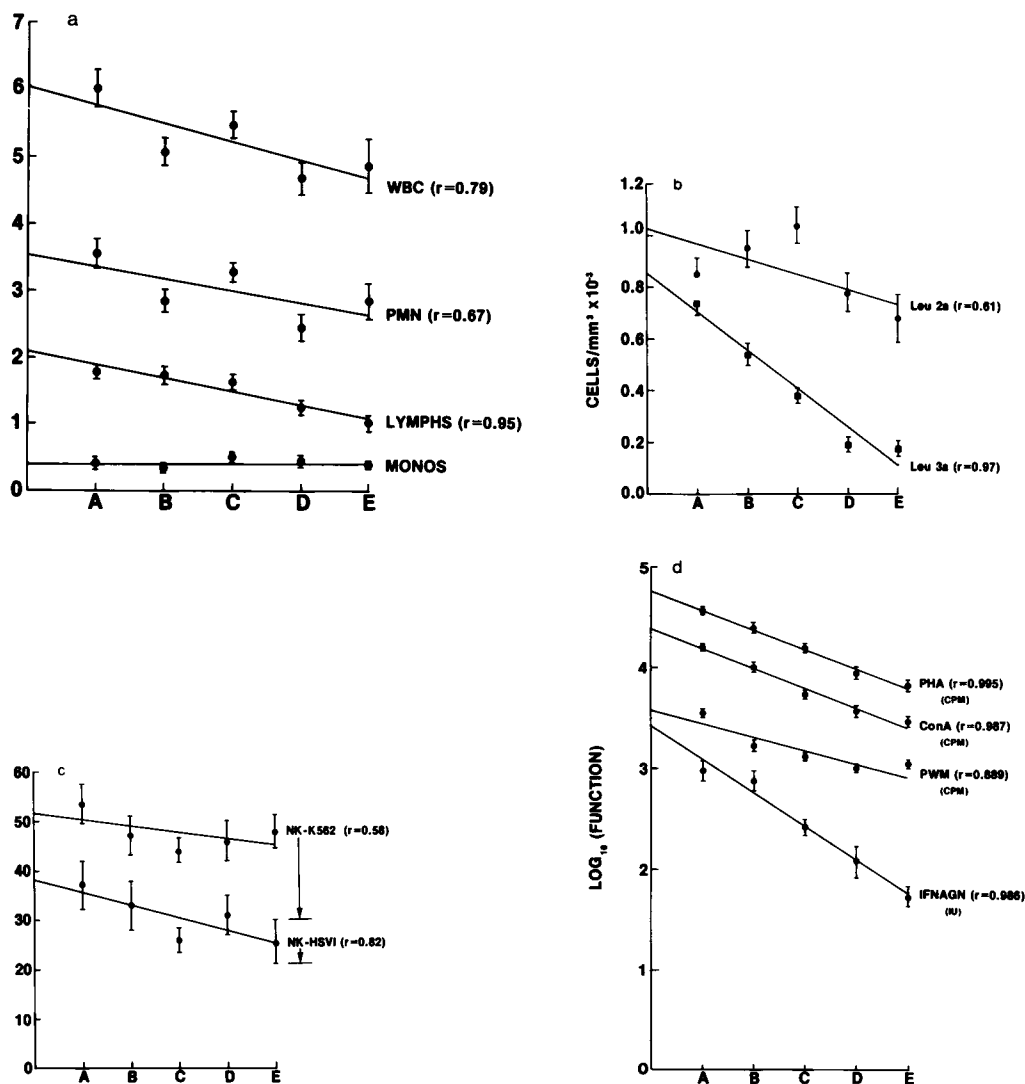 a
7
6
5
4
3
2
1
0
WBC (r=0.79)
PMN (r=0.67)
LYMPHS (r=0.95)
MONOS
A B C D E
b
CELLS/mm³ x 10⁻³
1.2
1.0
0.8
0.6
0.4
0.2
0.0
Leu 2a (r=0.61)
Leu 3a (r=0.97)
A B C D E
c
60
50
40
30
20
10
0
NK-K562 (r=0.58)
NK-HSVI (r=0.82)
A B C D E
d
LOG₁₀ (FUNCTION)
5
4
3
2
1
0
PHA (r=0.995)
(CPM)
ConA (r=0.987)
(CPM)
PWM (r=0.889)
(CPM)
IFNAGN (r=0.986)
(IU)
A B C D E